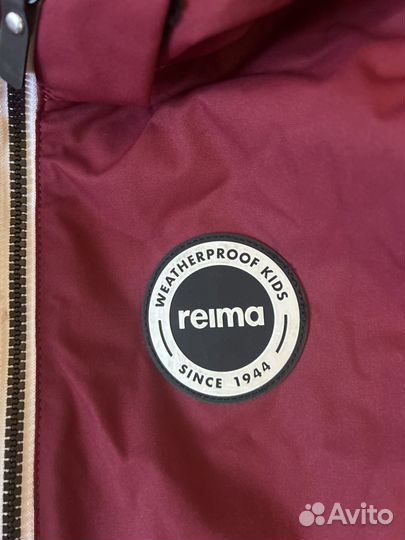 WEATHERPROOF KIDS
reima
SINCE 1944
Avito